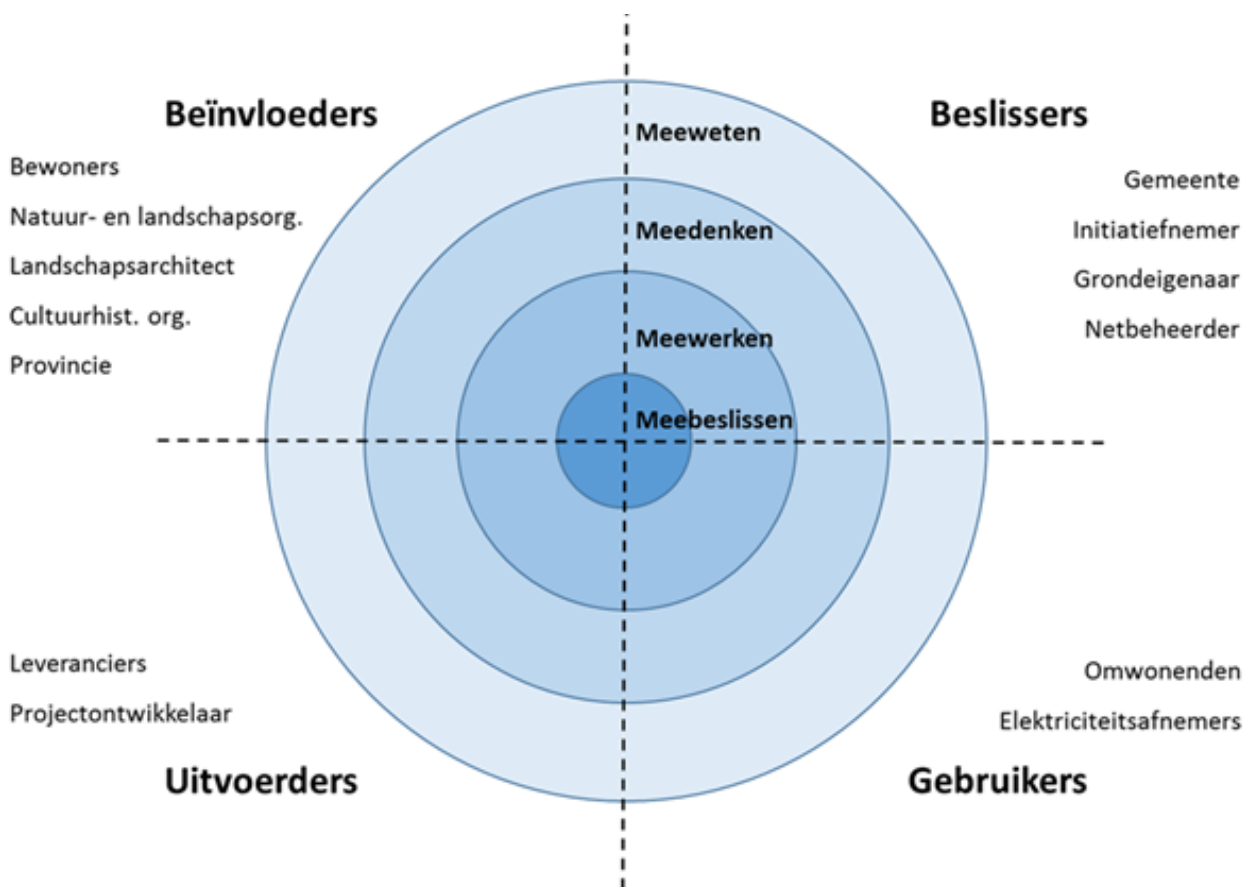 Beïnvloeders
Bewoners
Natuur- en landschapsorg.
Landschapsarchitect
Cultuurhist. org.
Provincie
Meeweten
Meedenken
Meewerken
Meebeslissen
Beslissers
Gemeente
Initiatiefnemer
Grondeigenaar
Netbeheerder
Leveranciers
Projectontwikkelaar
Uitvoerders
Omwonenden
Elektriciteitsafnemers
Gebruikers